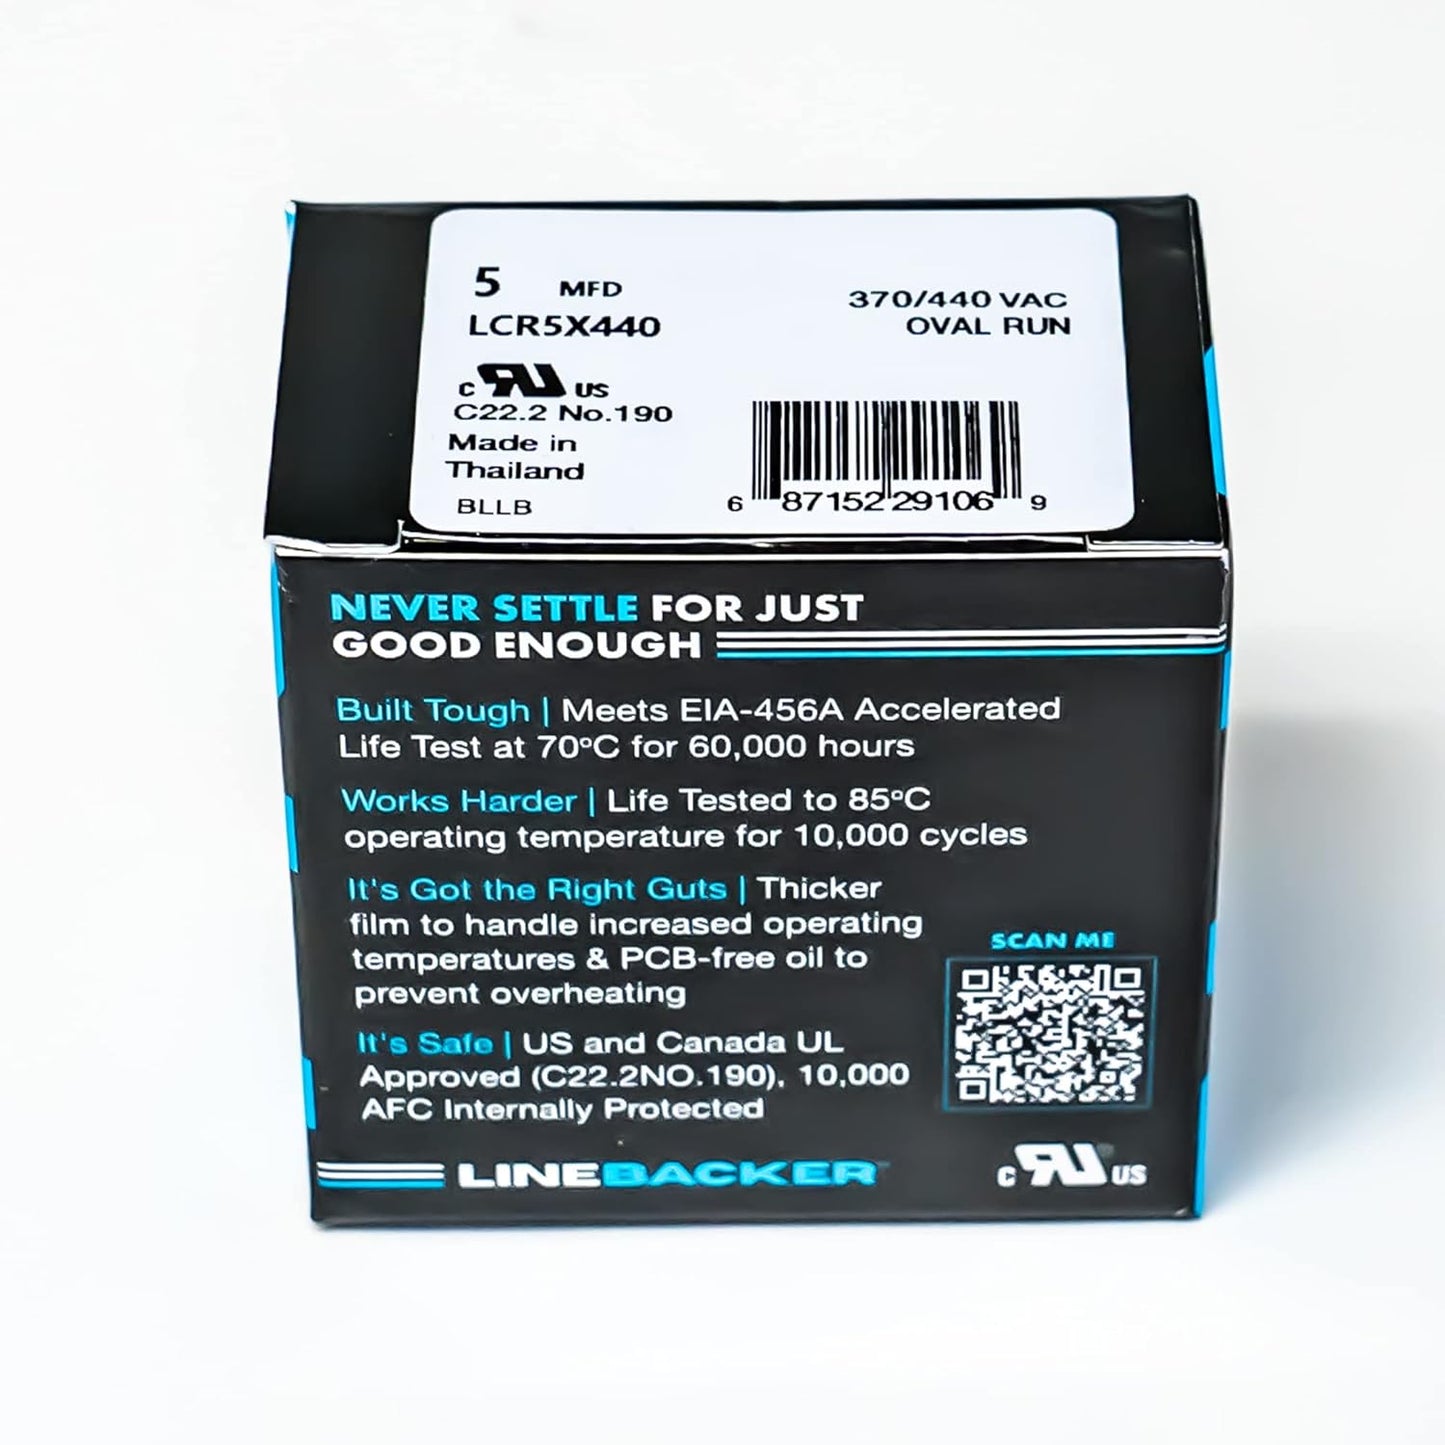 5 MFD
LCR5X440
370/440 VAC
OVAL RUN
c RU US
C22.2 No.190
Made in
Thailand
BLLB
6 87152 29106 9
NEVER SETTLE FOR JUST
GOOD ENOUGH
Built Tough | Meets EIA-456A Accelerated
Life Test at 70°C for 60,000 hours
Works Harder | Life Tested to 85°C
operating temperature for 10,000 cycles
It's Got the Right Guts | Thicker
film to handle increased operating
temperatures & PCB-free oil to
prevent overheating
It's Safe | US and Canada UL
Approved (C22.2NO.190), 10,000
AFC Internally Protected
SCAN ME
LINEBACKER
c RU US